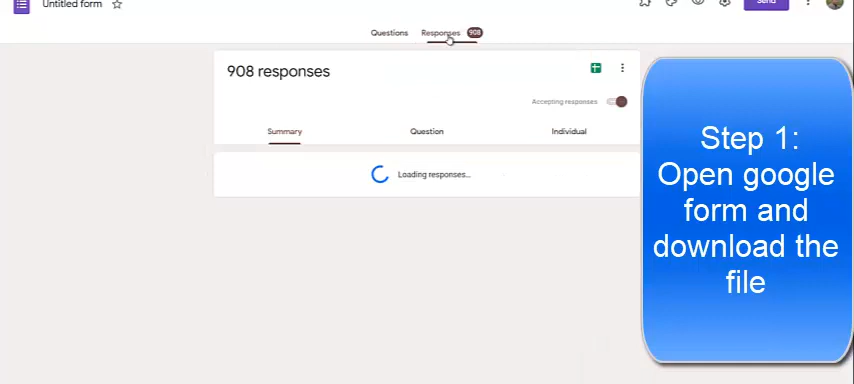 Untitled form
Send
Questions
Responses 908
908 responses
Accepting responses
Summary
Question
Individual
Loading responses...
Step 1:
Open google
form and
download the
file